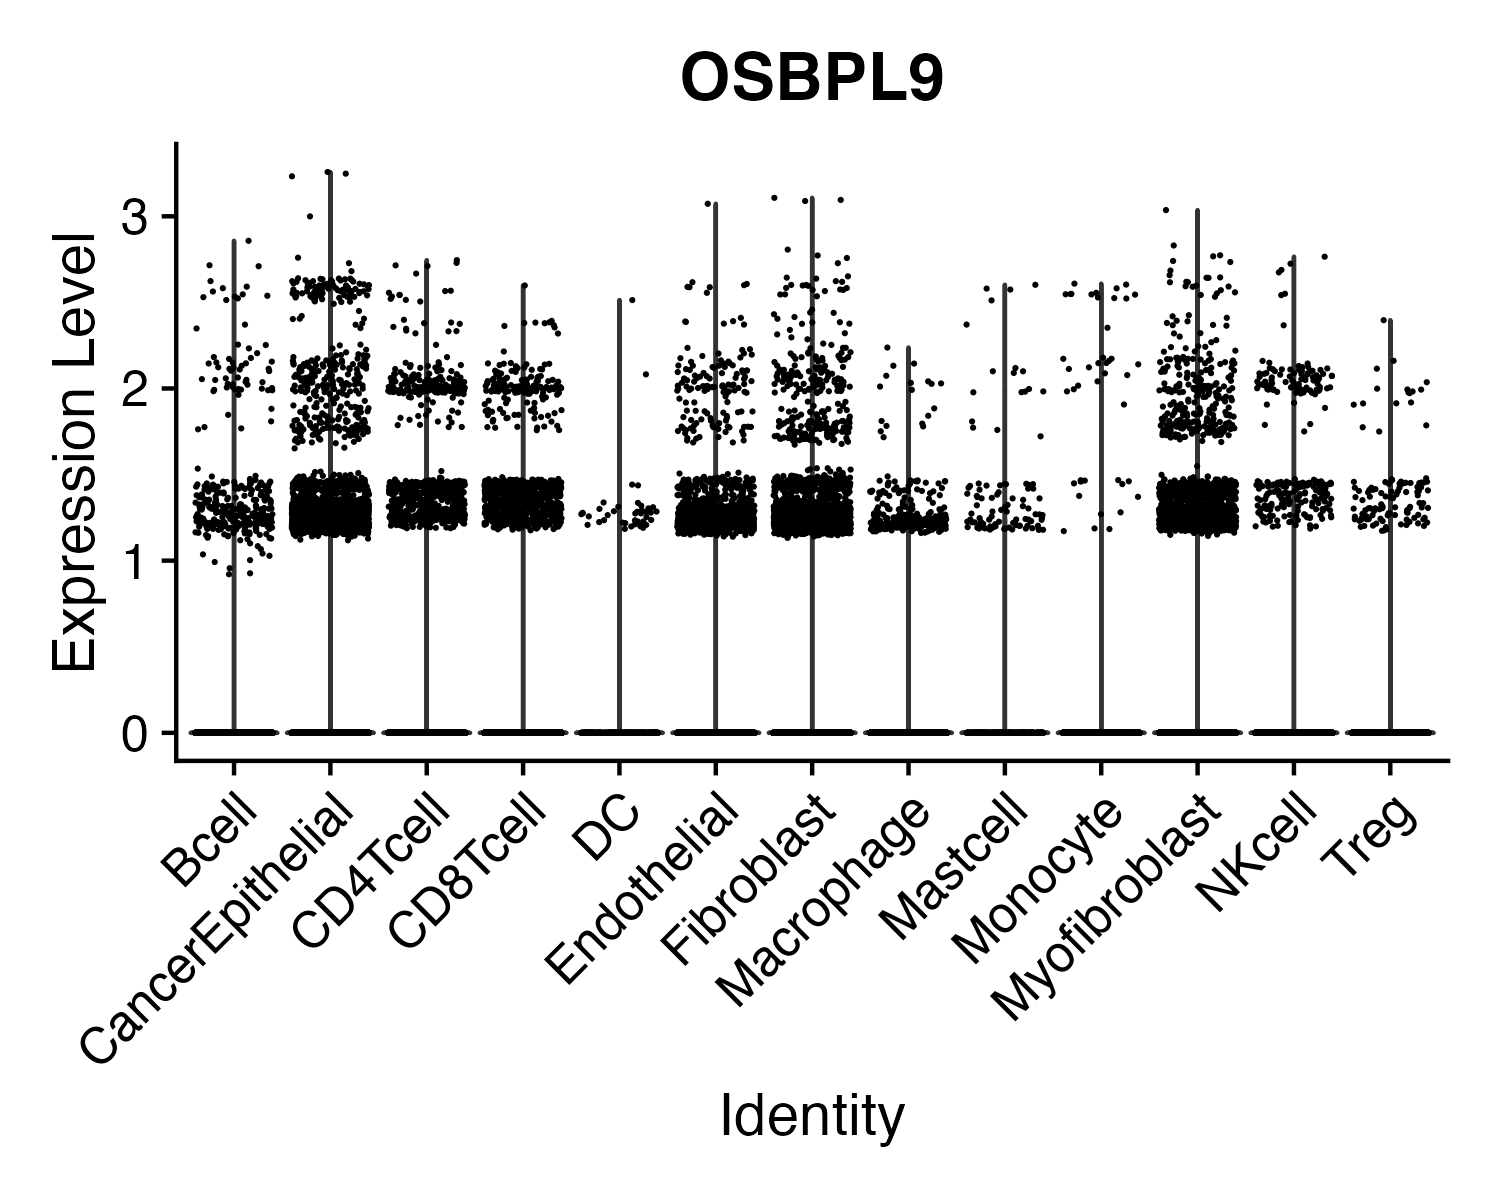 OSBPL9
Expression Level
3
2
1
0
Bcell
CancerEpithelial
CD4Tcell
CD8Tcell
DC
Endothelial
Fibroblast
Macrophage
Mastcell
Monocyte
Myofibroblast
NKcell
Treg
Identity